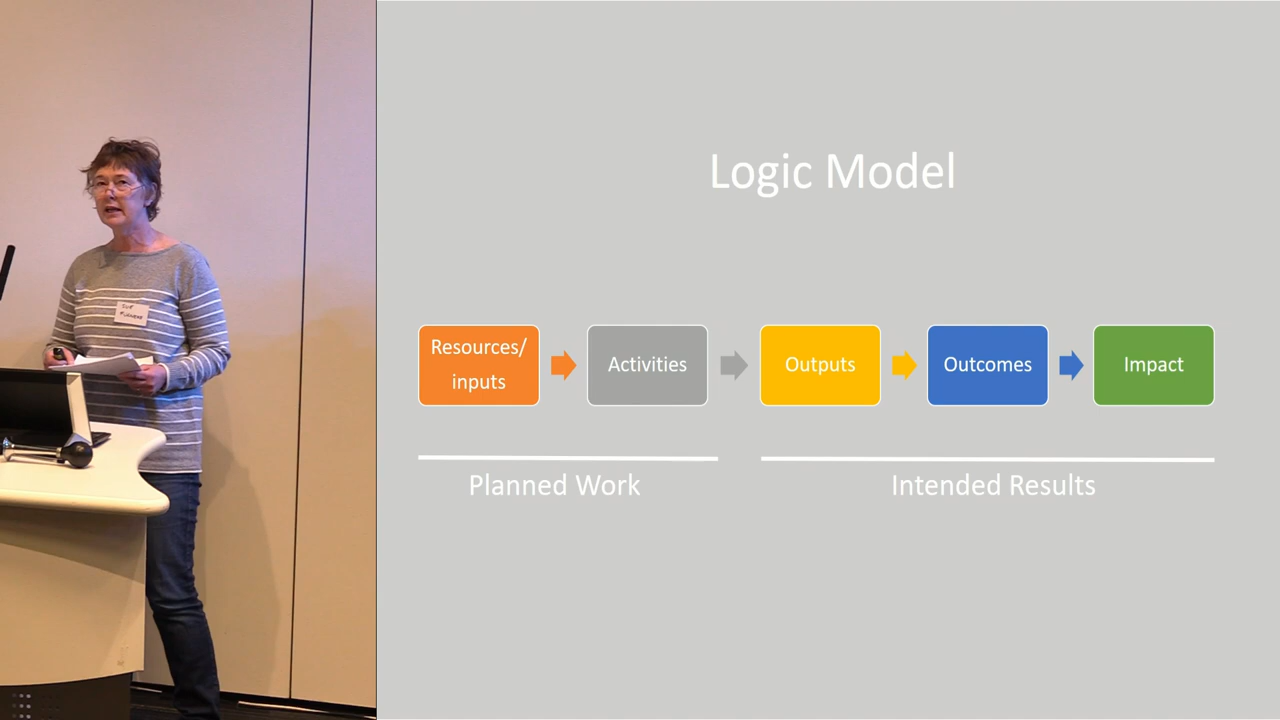 Logic Model
Resources/
inputs
Activities
Outputs
Outcomes
Impact
Planned Work
Intended Results